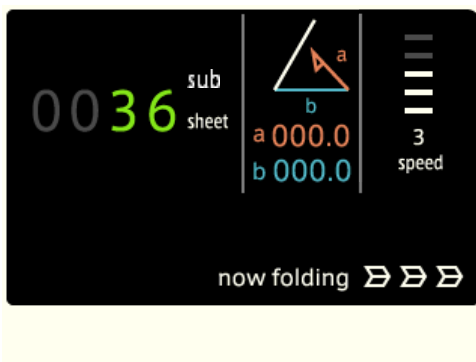 0036 sub
sheet
a
b
a 000.0
b 000.0
3
speed
now folding